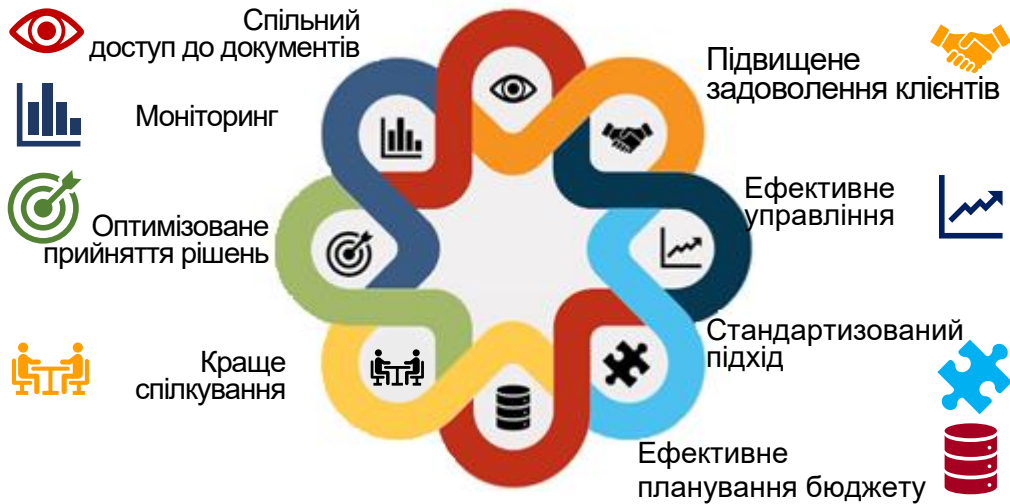 Спільний
доступ до документів
Моніторинг
Оптимізоване
прийняття рішень
Краще
спілкування
Підвищене
задоволення клієнтів
Ефективне
управління
Стандартизований
підхід
Ефективне
планування бюджету